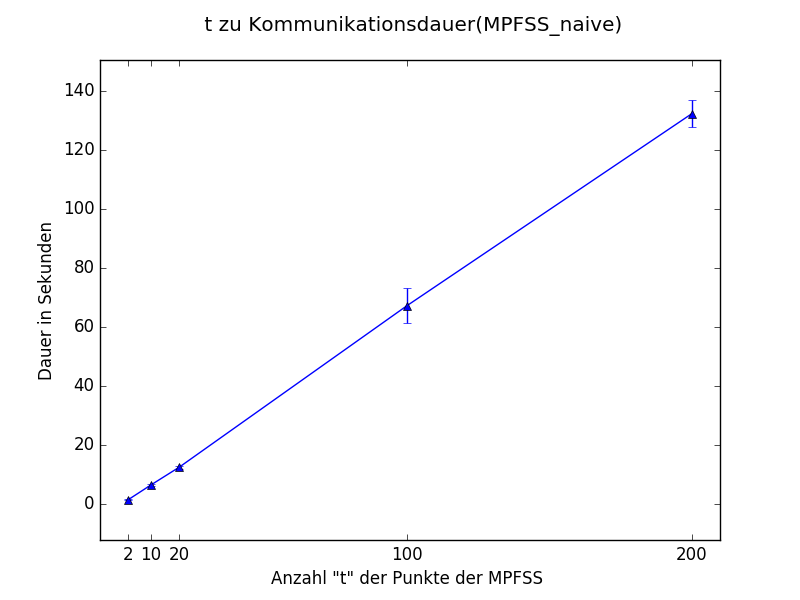 t zu Kommunikationsdauer(MPFSS_naive)
140
120
100
80
60
40
20
0
Dauer in Sekunden
2 10 20 100 200
Anzahl "t" der Punkte der MPFSS